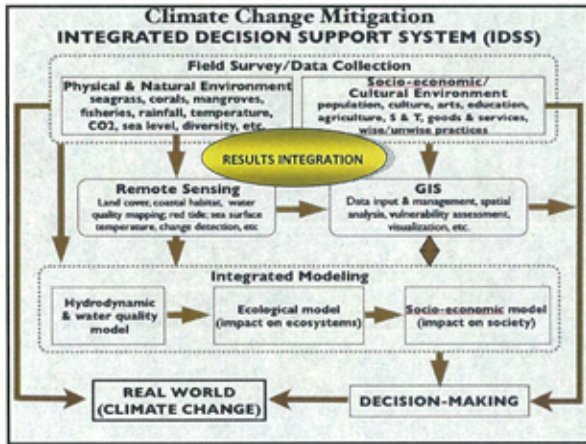 Climate Change Mitigation
INTEGRATED DECISION SUPPORT SYSTEM (IDSS)
Field Survey/Data Collection
Physical & Natural Environment
seagrass, corals, mangroves,
fisheries, rainfall, temperature,
CO2, sea level, diversity, etc.
Socio-economic/
Cultural Environment
population, culture, arts, education,
agriculture, S & T, goods & services,
wise/unwise practices
RESULTS INTEGRATION
Remote Sensing
Land cover, coastal habitat, water
quality mapping; red tide; sea surface
temperature, change detection, etc
GIS
Data input & management, spatial
analysis, vulnerability assessment,
visualization, etc.
Integrated Modeling
Hydrodynamic
& water quality
model
Ecological model
(impact on ecosystems)
Socio-economic model
(impact on society)
REAL WORLD
(CLIMATE CHANGE)
DECISION-MAKING